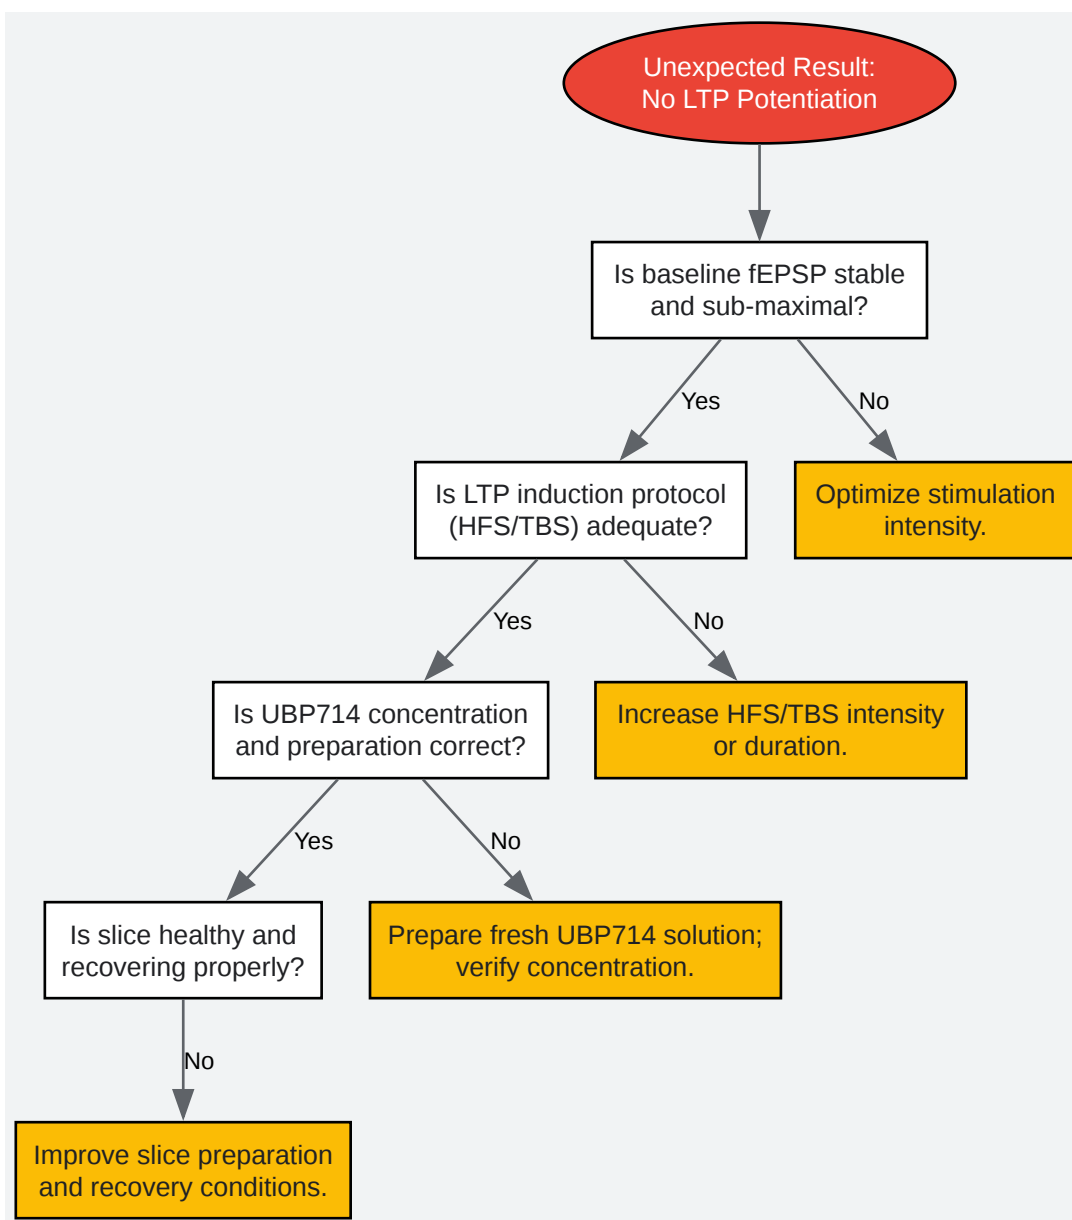 Unexpected Result:
No LTP Potentiation
Is baseline fEPSP stable
and sub-maximal?
Yes
No
Is LTP induction protocol
(HFS/TBS) adequate?
Optimize stimulation
intensity.
Yes
No
Is UBP714 concentration
and preparation correct?
Increase HFS/TBS intensity
or duration.
Yes
No
Is slice healthy and
recovering properly?
Prepare fresh UBP714 solution;
verify concentration.
No
Improve slice preparation
and recovery conditions.